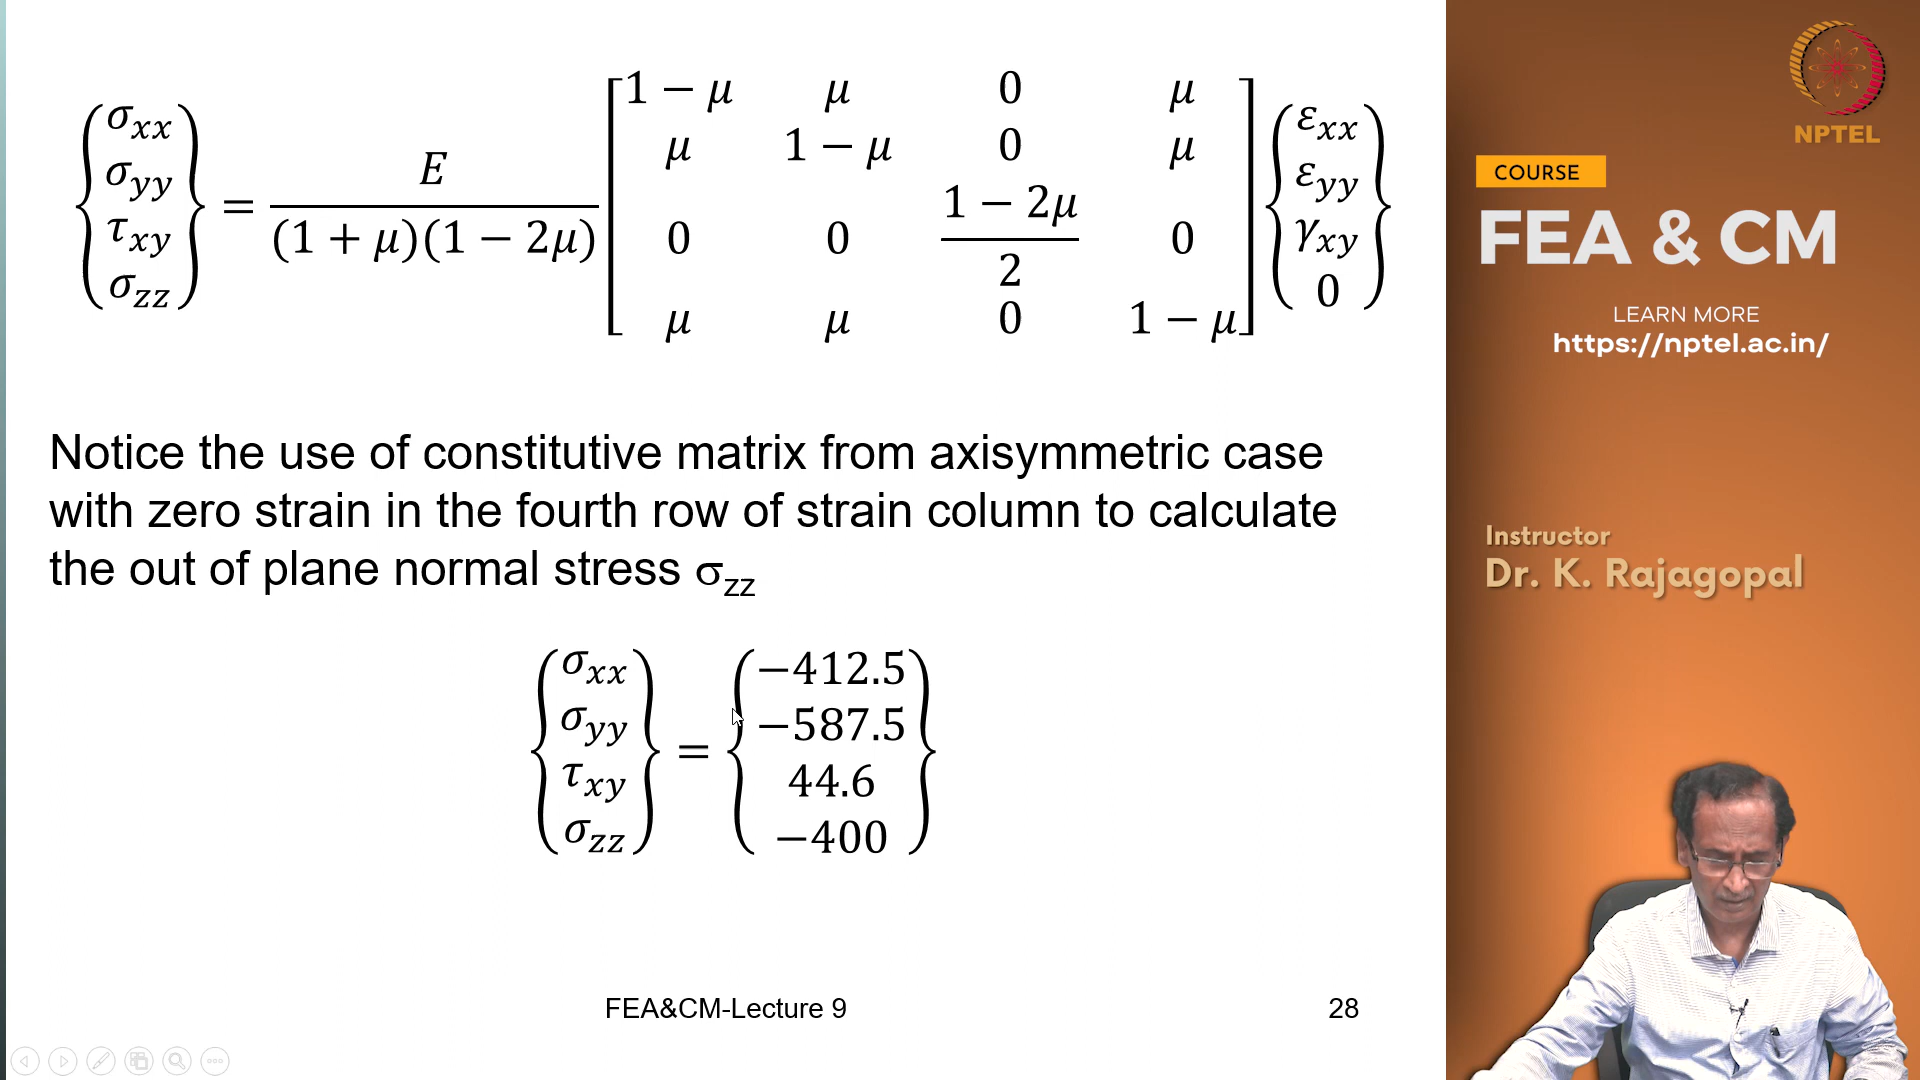 {σxx σyy τxy σzz} = E / (1 + μ)(1 − 2μ) [1 − μ μ 0 μ; μ 1 − μ 0 μ; 0 0 (1 − 2μ)/2 0; μ μ 0 1 − μ] {εxx εyy γxy 0}
Notice the use of constitutive matrix from axisymmetric case
with zero strain in the fourth row of strain column to calculate
the out of plane normal stress σzz
{σxx σyy τxy σzz} = {−412.5 −587.5 44.6 −400}
FEA&CM-Lecture 9
28
NPTEL
COURSE
FEA & CM
LEARN MORE
https://nptel.ac.in/
Instructor
Dr. K. Rajagopal